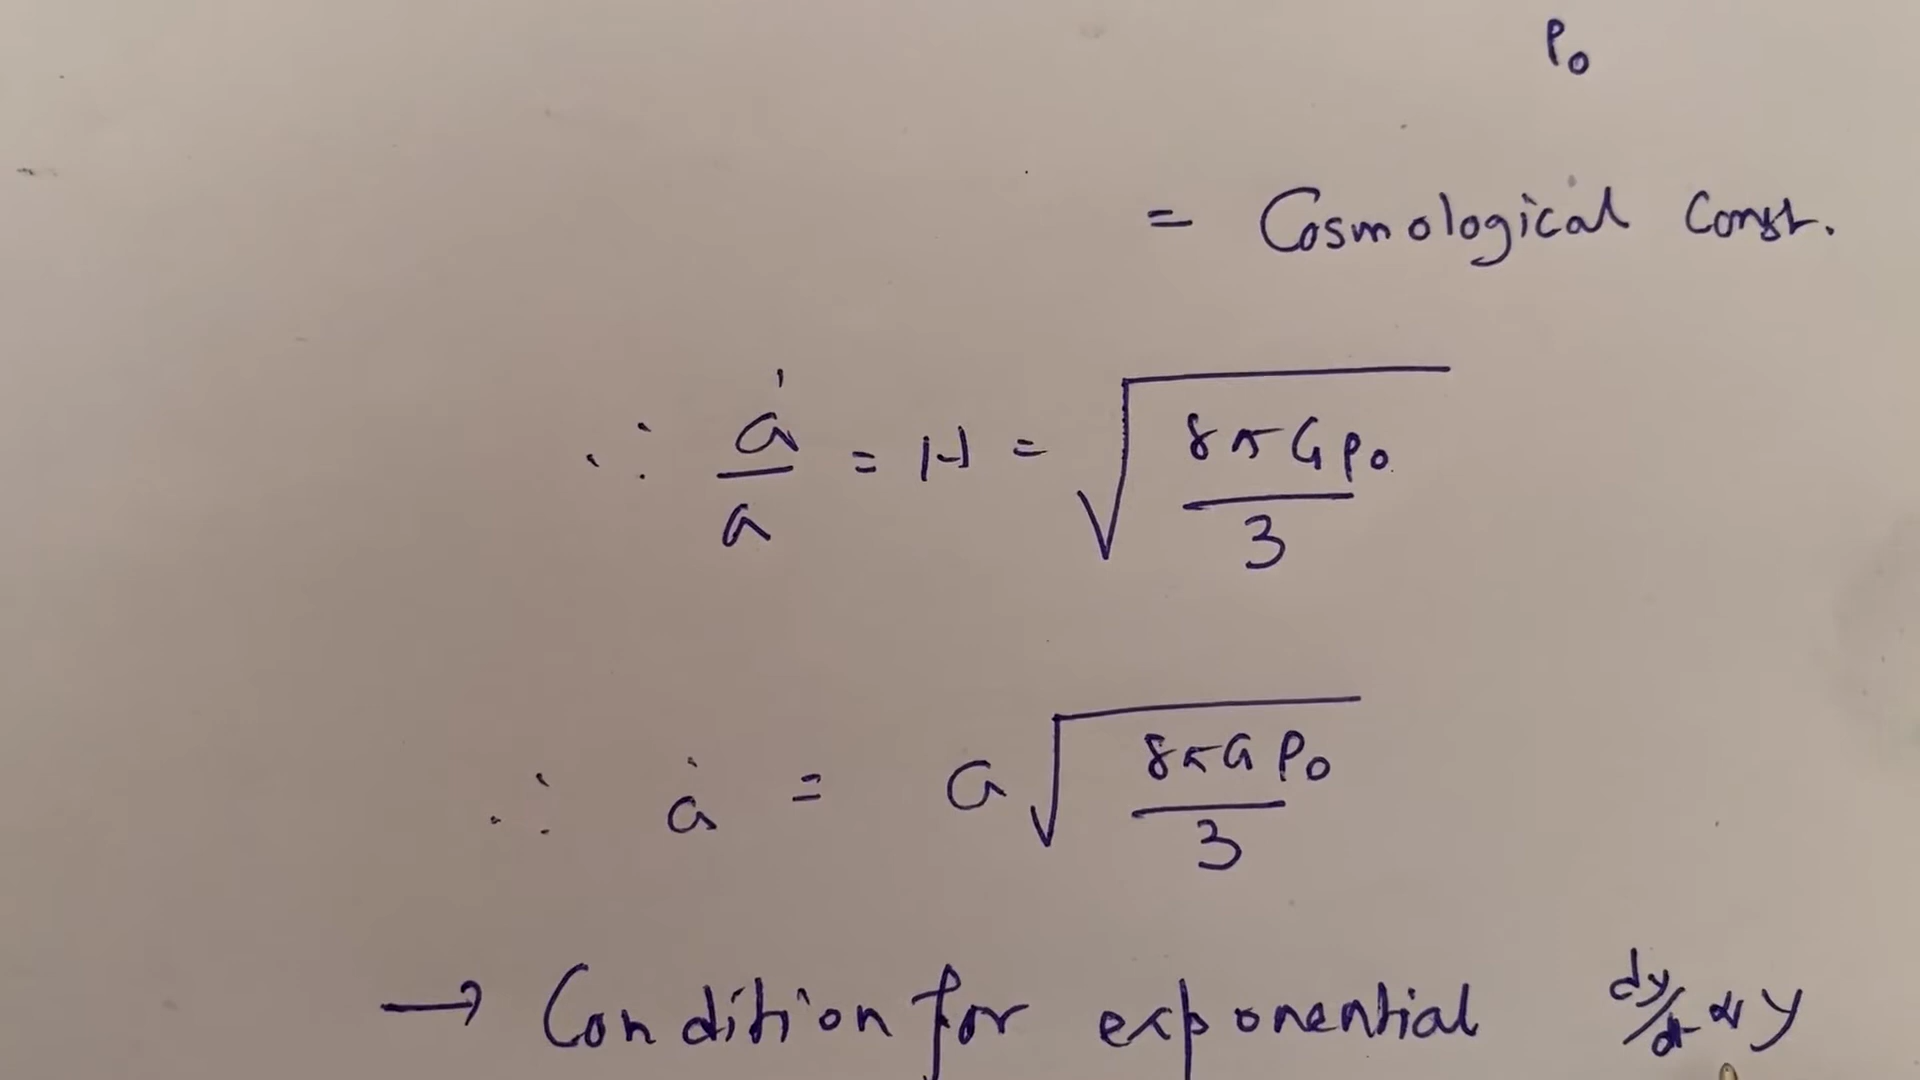 ρ₀
= Cosmological Const.
∴ ȧ/a = H = √(8πGρ₀/3)
∴ ȧ = a√(8πGρ₀/3)
→ Condition for exponential dy/dt ∝ y